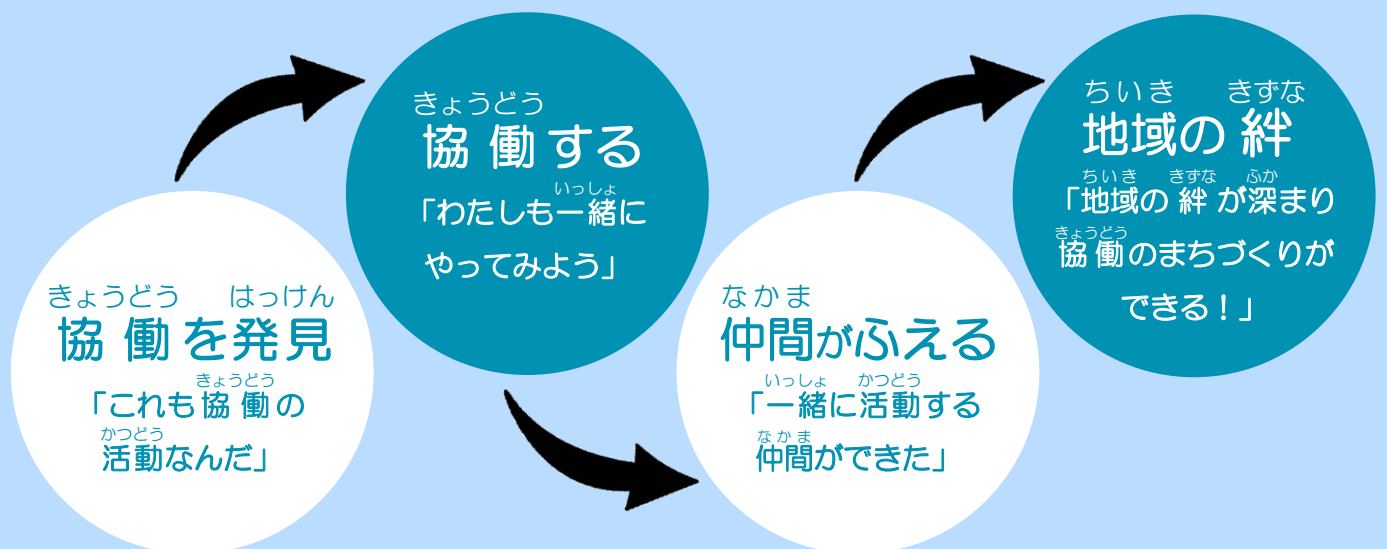 きょうどう はっけん
協働を発見
きょうどう
「これも協働の
かつどう
活動なんだ」
きょうどう
協働する
いっしょ
「わたしも一緒に
やってみよう」
なかま
仲間がふえる
いっしょ かつどう
「一緒に活動する
なかま
仲間ができた」
ちいき きずな
地域の絆
ちいき きずな ふか
「地域の絆が深まり
きょうどう
協働のまちづくりが
できる！」